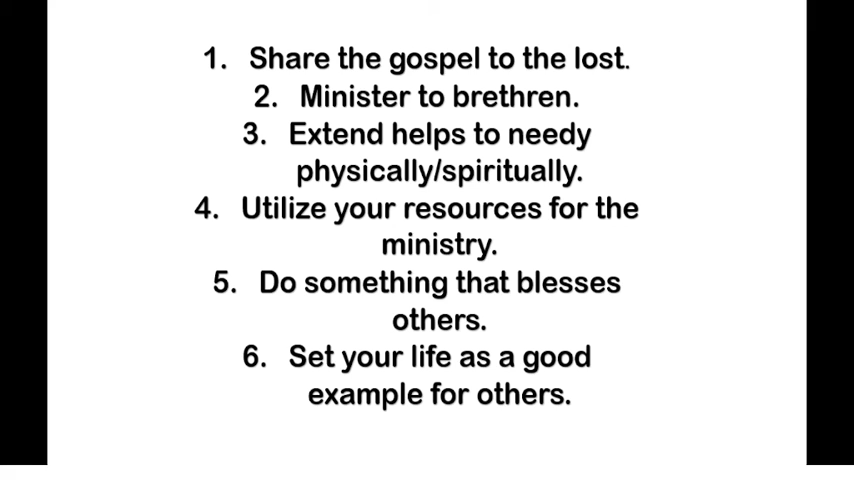 1. Share the gospel to the lost.
2. Minister to brethren.
3. Extend helps to needy
physically/spiritually.
4. Utilize your resources for the
ministry.
5. Do something that blesses
others.
6. Set your life as a good
example for others.